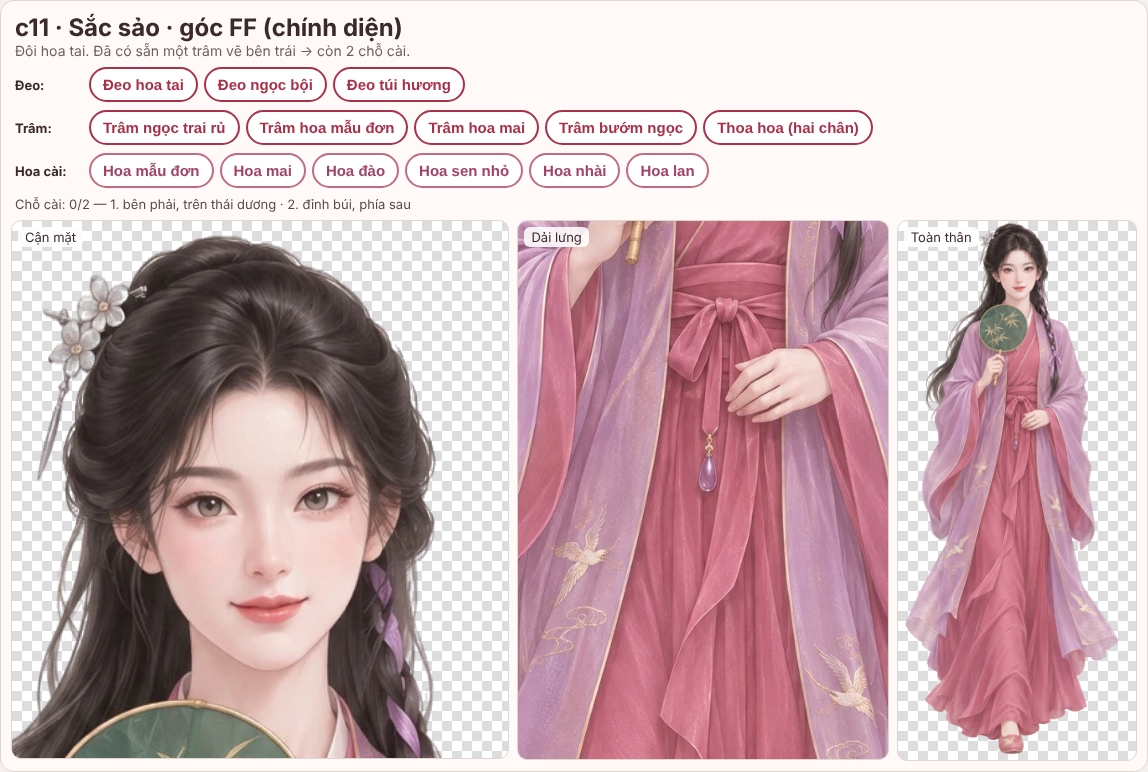 c11 · Sắc sảo · góc FF (chính diện)
Đôi hoa tai. Đã có sẵn một trâm vẽ bên trái → còn 2 chỗ cài.
Đeo: Đeo hoa tai Đeo ngọc bội Đeo túi hương
Trâm: Trâm ngọc trai rủ Trâm hoa mẫu đơn Trâm hoa mai Trâm bướm ngọc Thoa hoa (hai chân)
Hoa cài: Hoa mẫu đơn Hoa mai Hoa đào Hoa sen nhỏ Hoa nhài Hoa lan
Chỗ cài: 0/2 — 1. bên phải, trên thái dương · 2. đỉnh búi, phía sau
Cận mặt Dải lưng Toàn thân